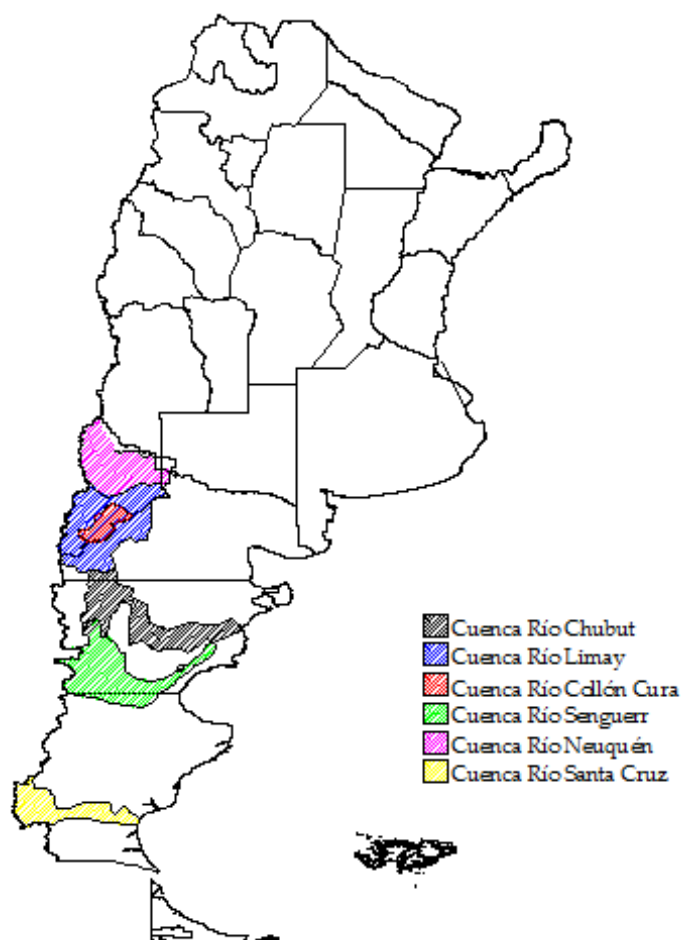 Cuenca Río Chubut
Cuenca Río Limay
Cuenca Río Collón Cura
Cuenca Río Senguerr
Cuenca Río Neuquén
Cuenca Río Santa Cruz